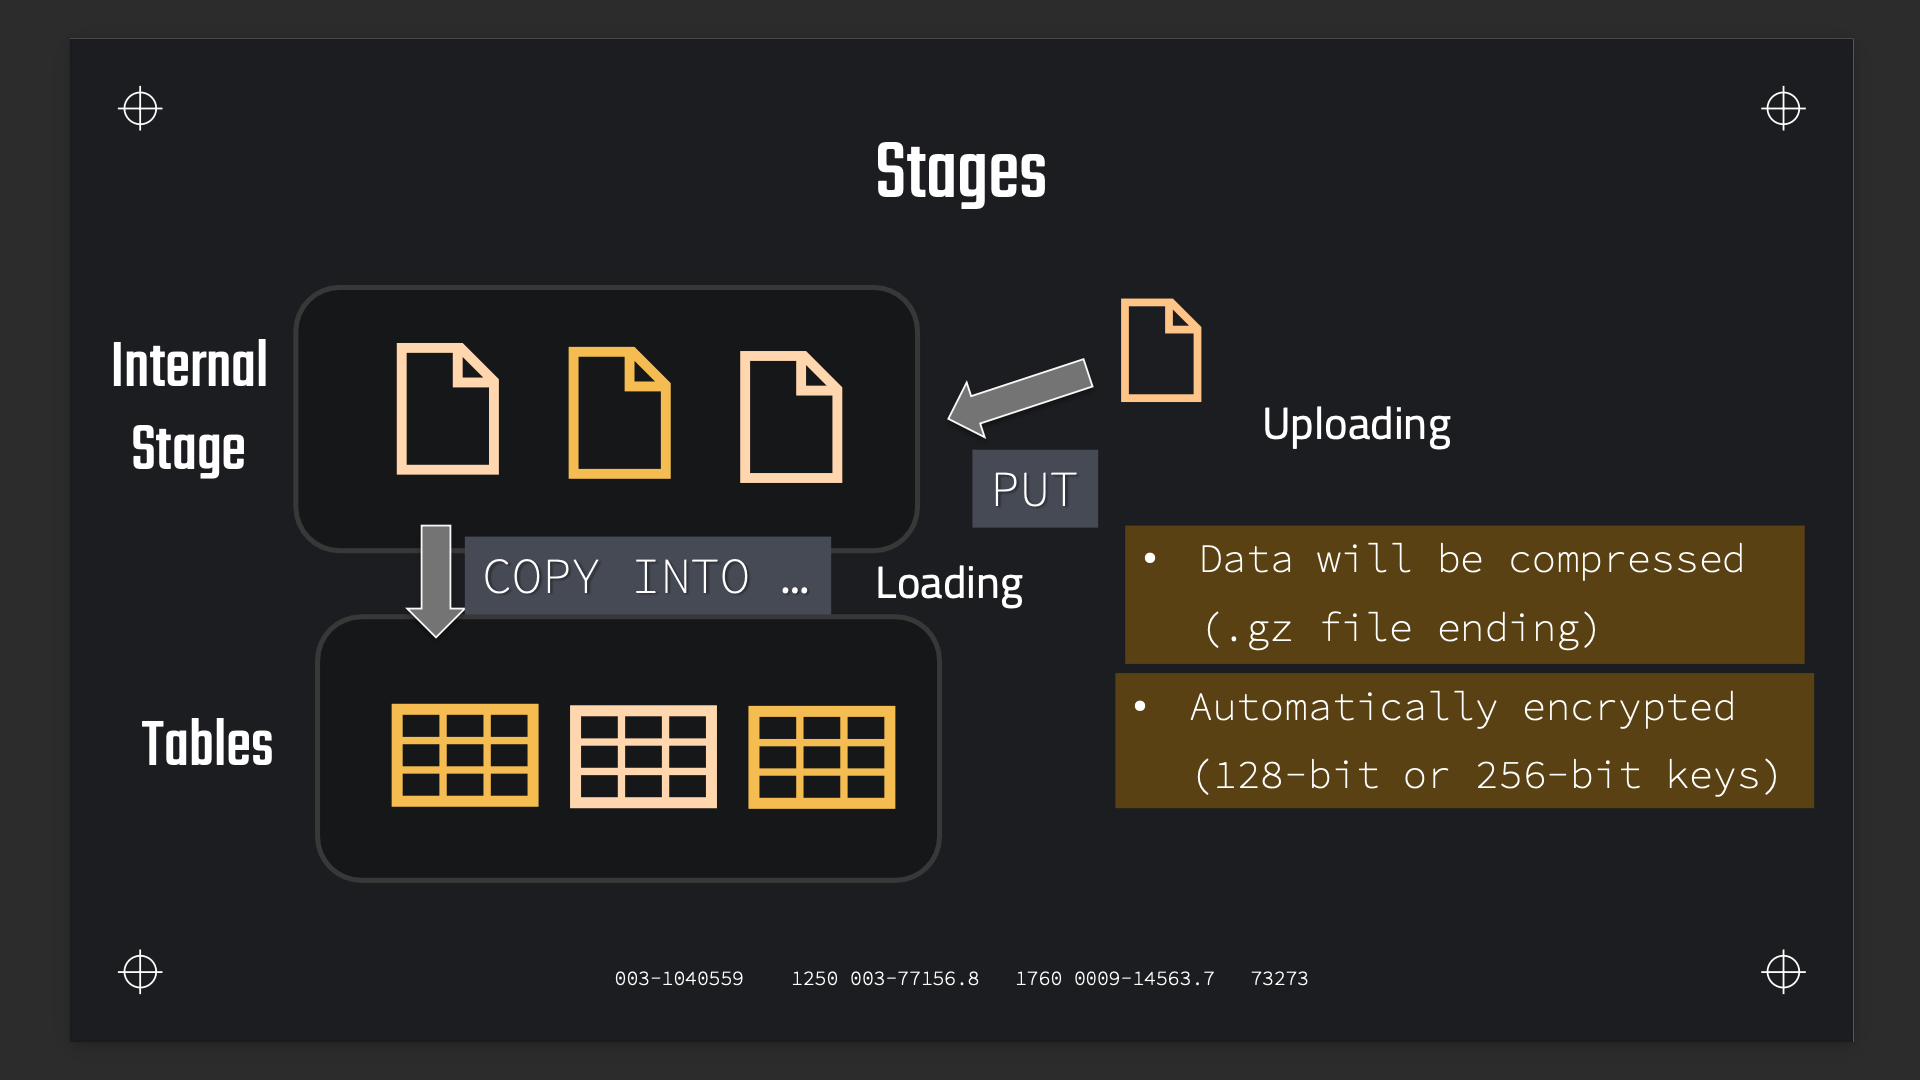 Stages
Internal
Stage
Uploading
PUT
COPY INTO …
Loading
• Data will be compressed
(.gz file ending)
• Automatically encrypted
(128-bit or 256-bit keys)
Tables
003-1040559 1250 003-77156.8 1760 0009-14563.7 73273